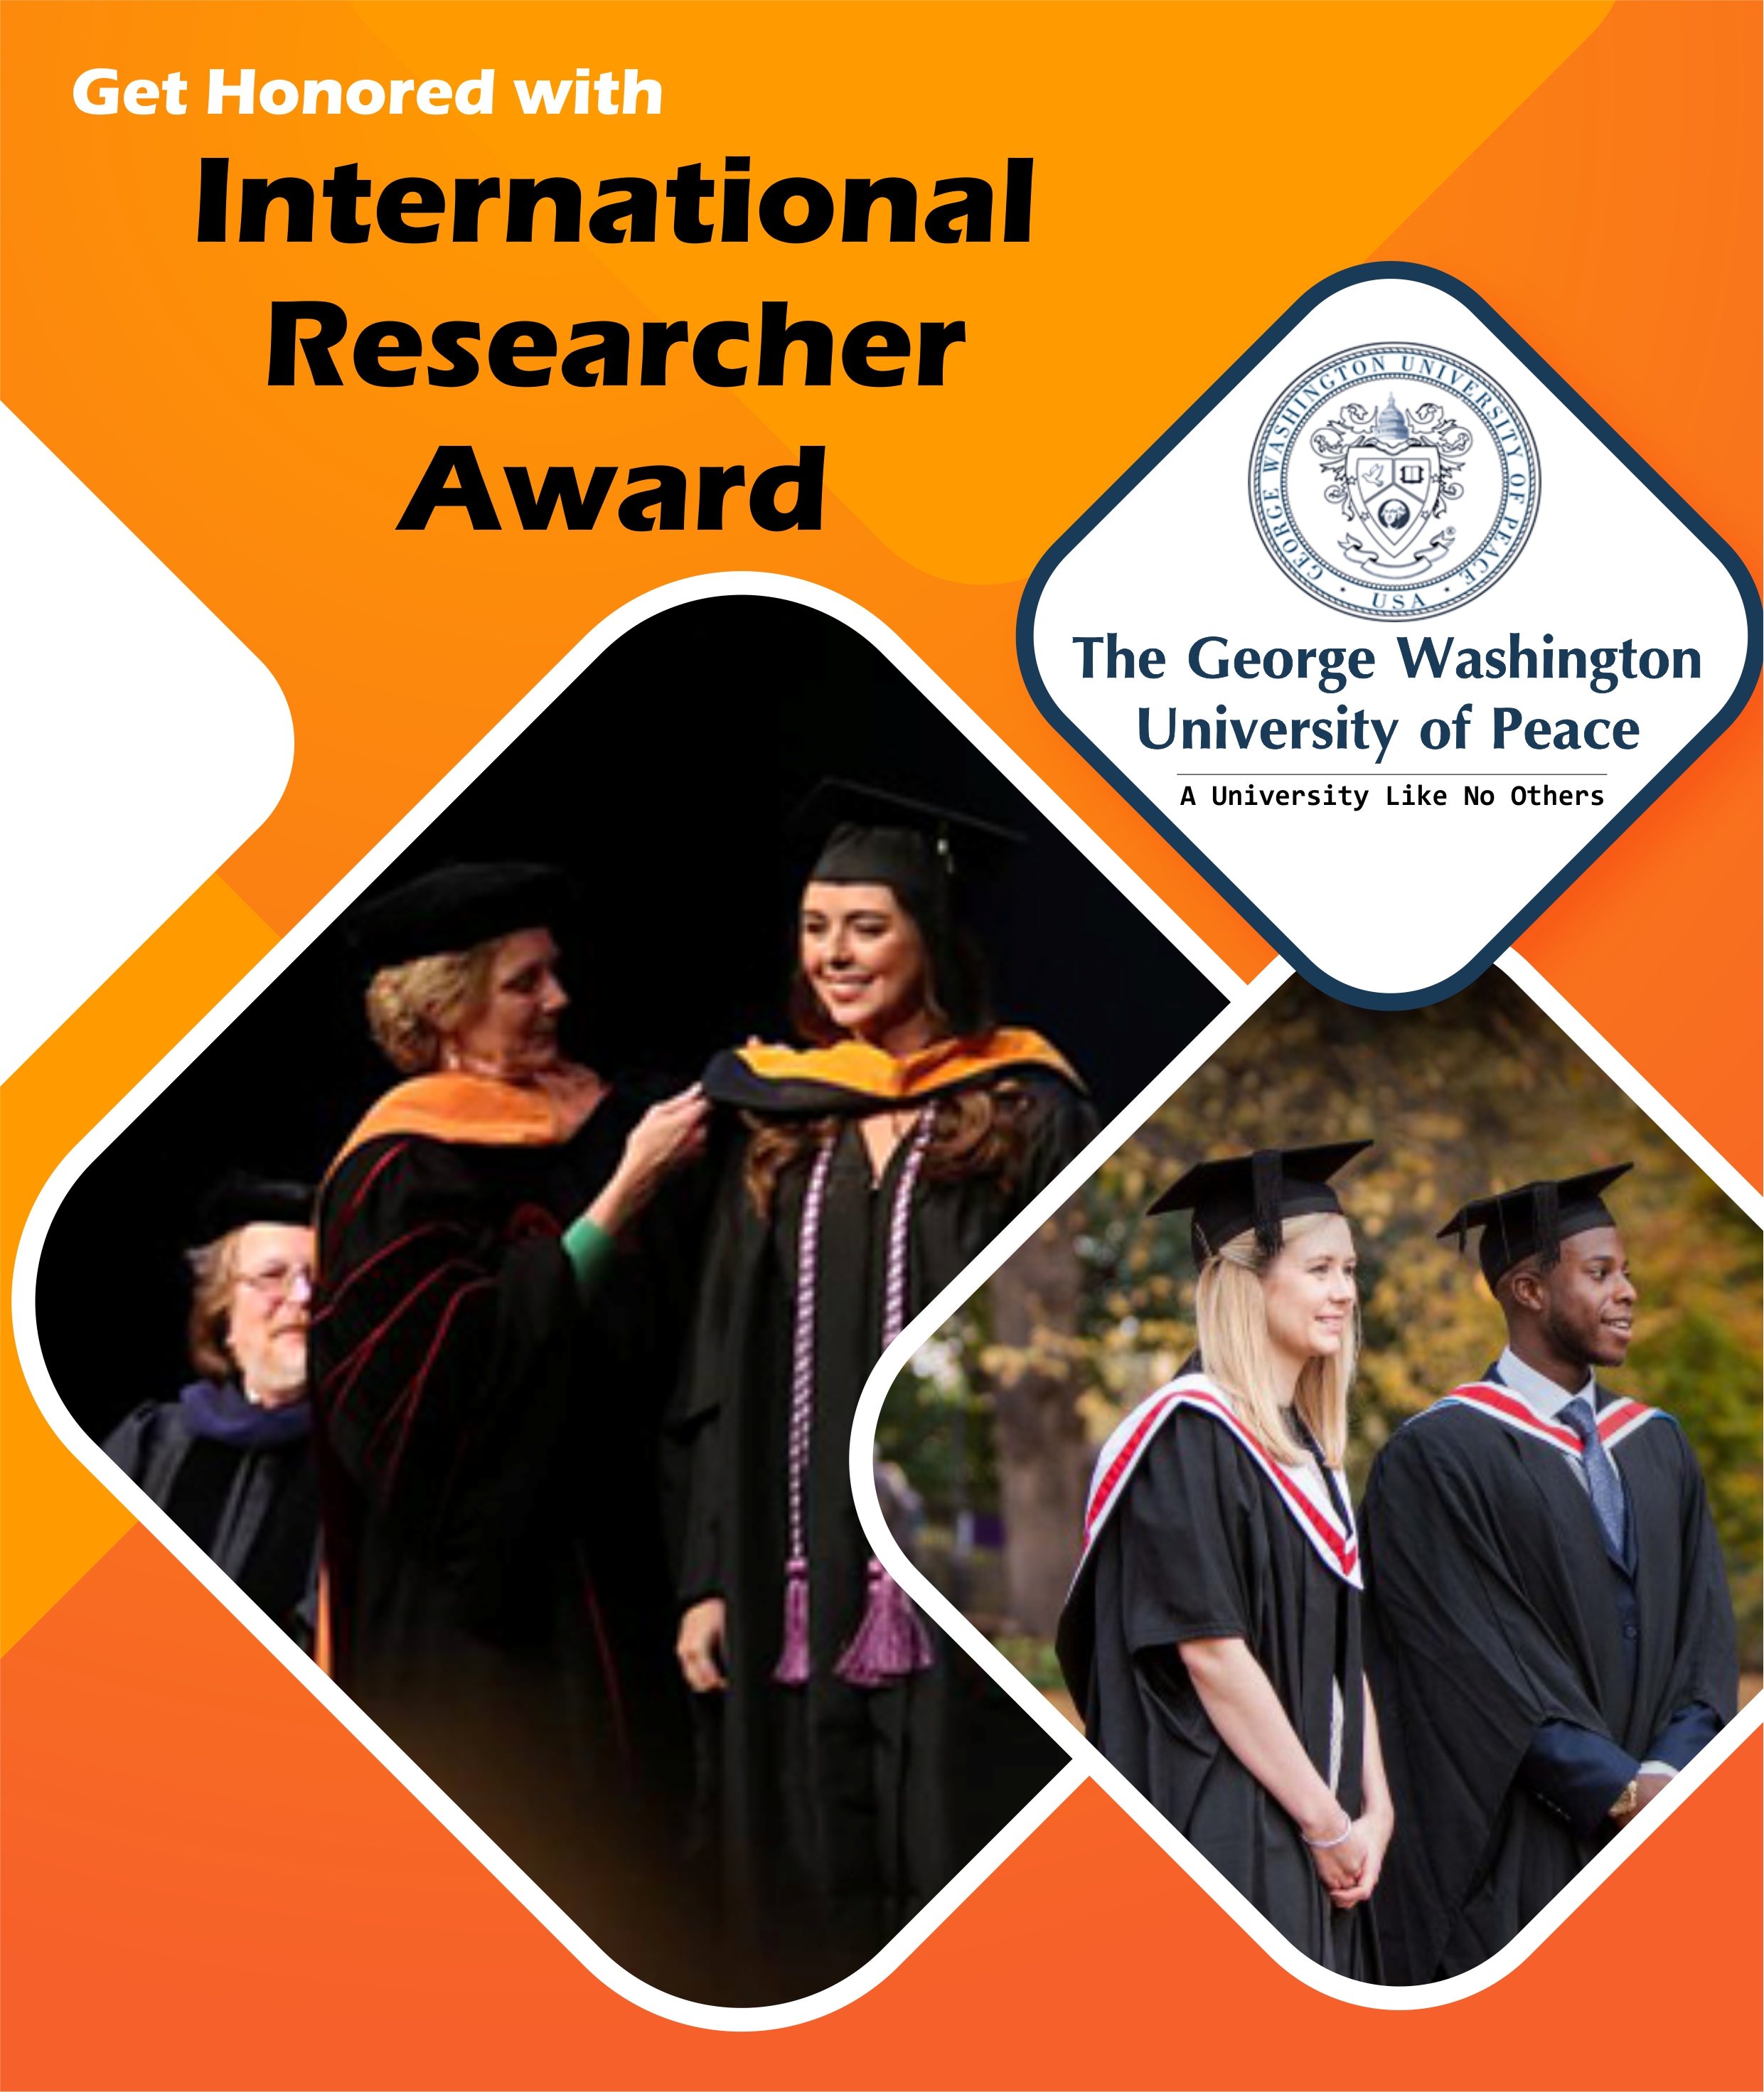 Get Honored with
International
Researcher
Award
GEORGE WASHINGTON UNIVERSITY OF PEACE
· USA ·
®
The George Washington
University of Peace
A University Like No Others